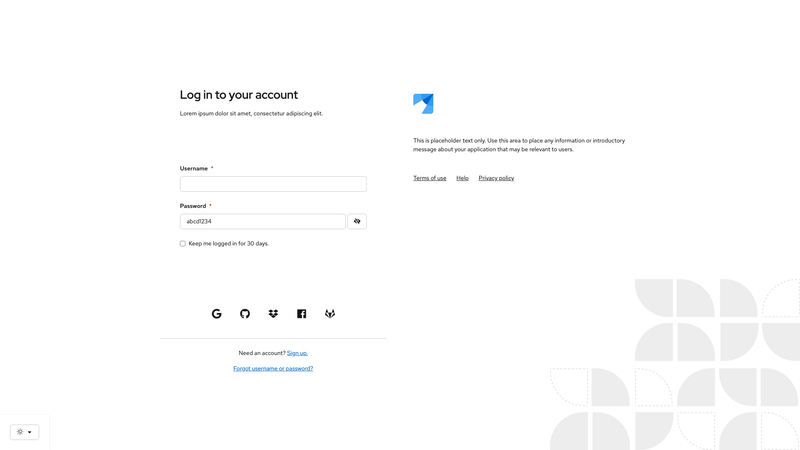 Log in to your account
Lorem ipsum dolor sit amet, consectetur adipiscing elit.
Username *
Password *
abcd1234
Keep me logged in for 30 days.
Need an account? Sign up.
Forgot username or password?
This is placeholder text only. Use this area to place any information or introductory
message about your application that may be relevant to users.
Terms of use Help Privacy policy